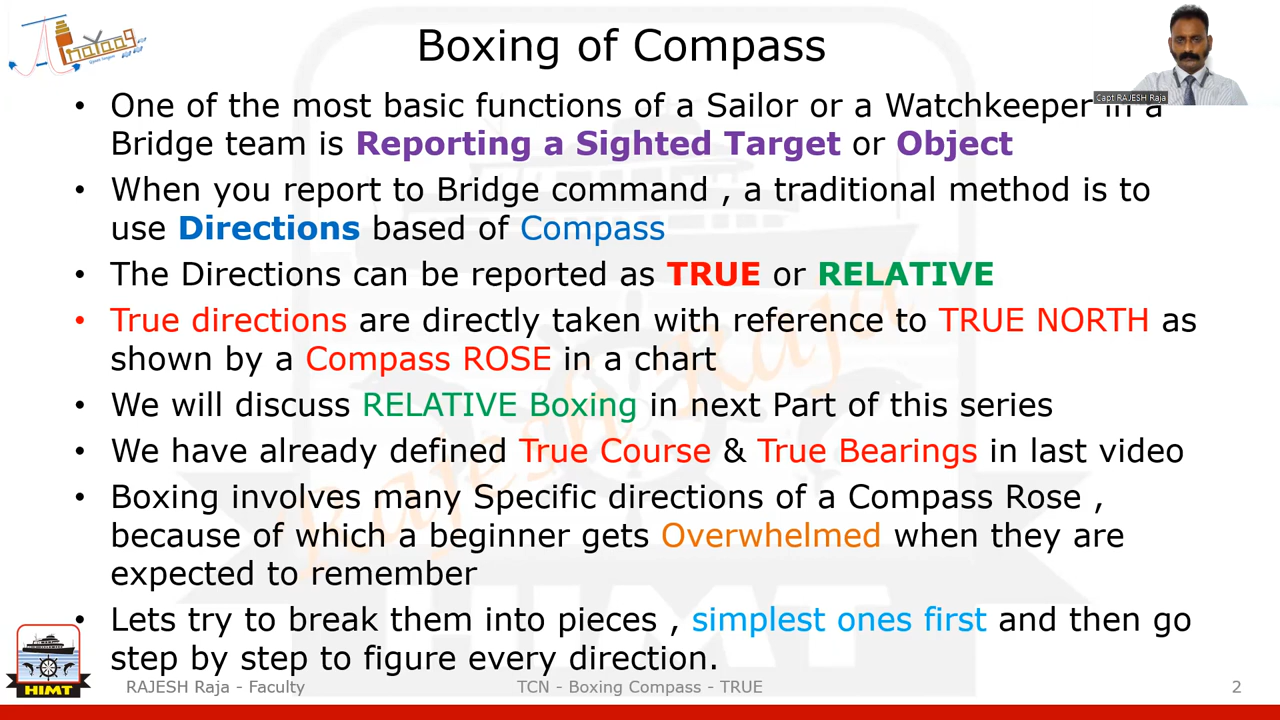 Boxing of Compass
Capt RAJESH Raja
• One of the most basic functions of a Sailor or a Watchkeeper in a
Bridge team is Reporting a Sighted Target or Object
• When you report to Bridge command , a traditional method is to
use Directions based of Compass
• The Directions can be reported as TRUE or RELATIVE
• True directions are directly taken with reference to TRUE NORTH as
shown by a Compass ROSE in a chart
• We will discuss RELATIVE Boxing in next Part of this series
• We have already defined True Course & True Bearings in last video
• Boxing involves many Specific directions of a Compass Rose ,
because of which a beginner gets Overwhelmed when they are
expected to remember
• Lets try to break them into pieces , simplest ones first and then go
step by step to figure every direction.
Rajesh Raja
HIMT
HIMT
RAJESH Raja - Faculty
TCN - Boxing Compass - TRUE
2